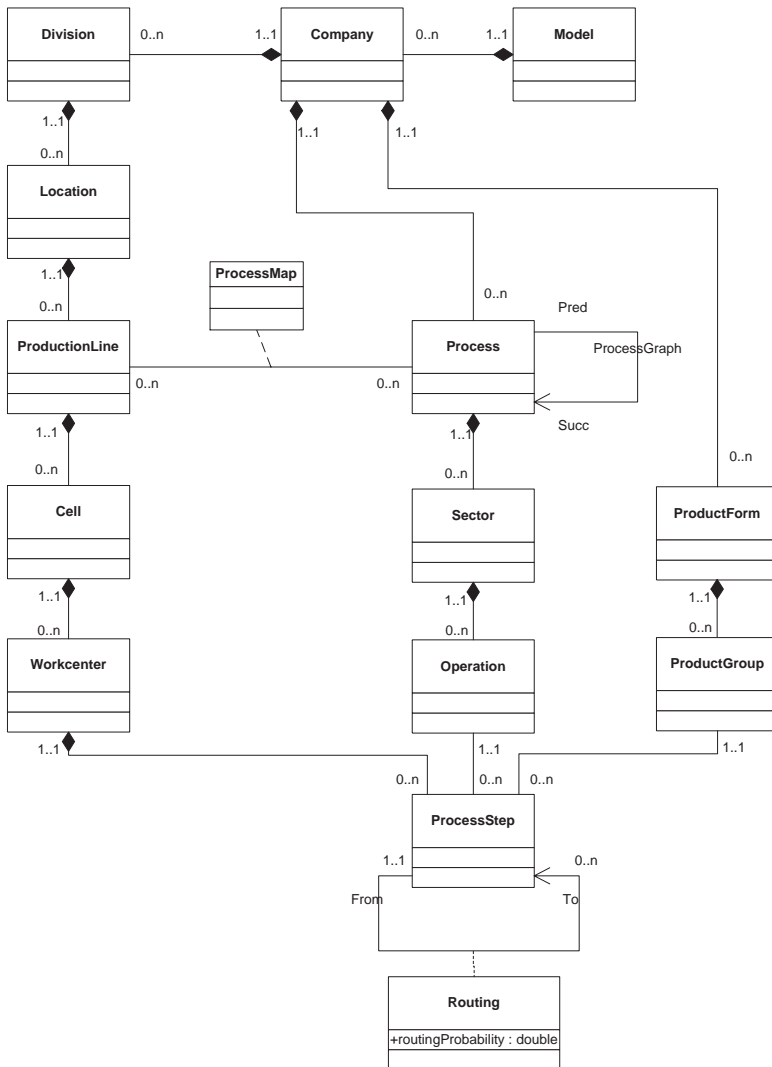 Division
0..n
1..1
Company
0..n
1..1
Model
1..1
1..1
1..1
0..n
Location
ProcessMap
1..1
0..n
0..n
Pred
ProductionLine
Process
ProcessGraph
0..n
0..n
Succ
1..1
1..1
0..n
0..n
0..n
Cell
Sector
ProductForm
1..1
1..1
1..1
0..n
0..n
0..n
Workcenter
Operation
ProductGroup
1..1
1..1
1..1
0..n
0..n
0..n
ProcessStep
1..1
0..n
From
To
Routing
+routingProbability : double